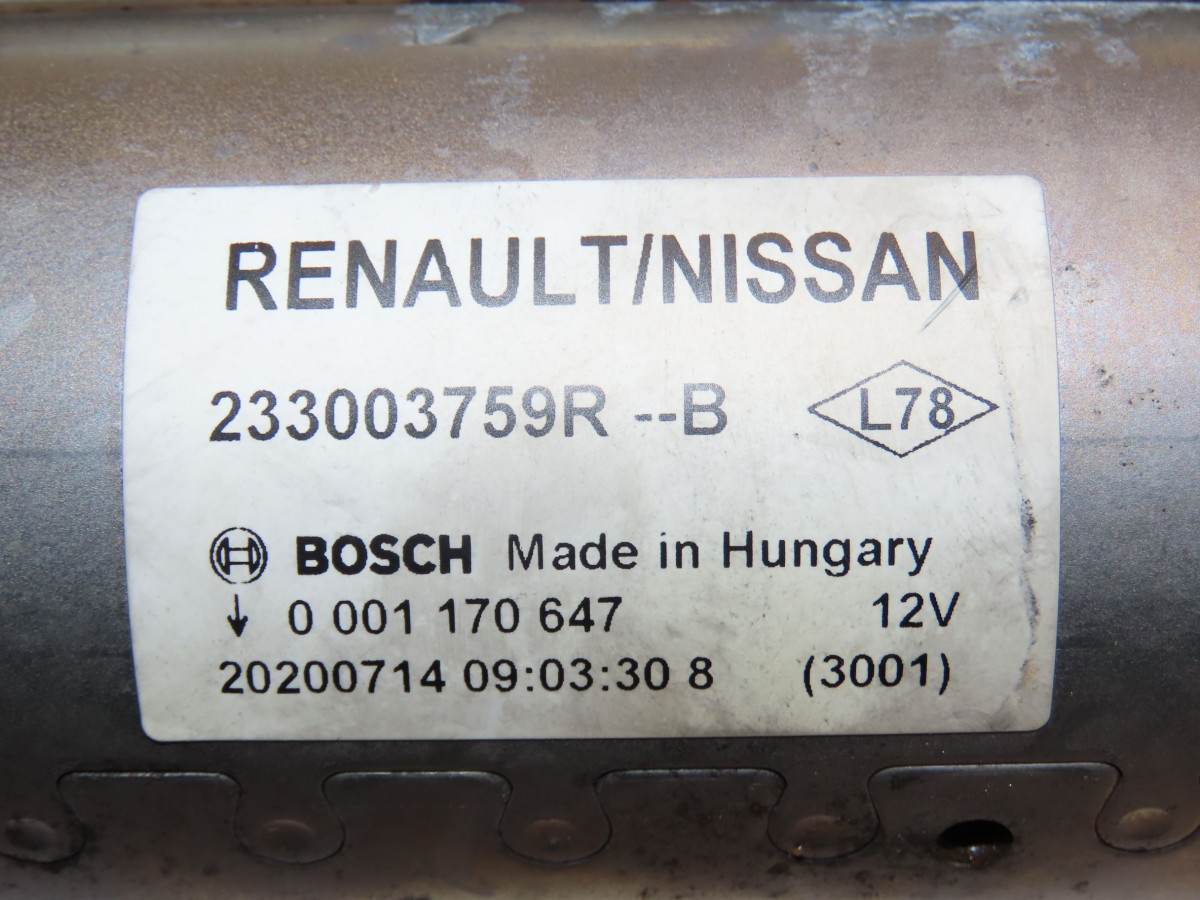 RENAULT/NISSAN
233003759R --B L78
BOSCH Made in Hungary
↓ 0 001 170 647 12V
20200714 09:03:30 8 (3001)